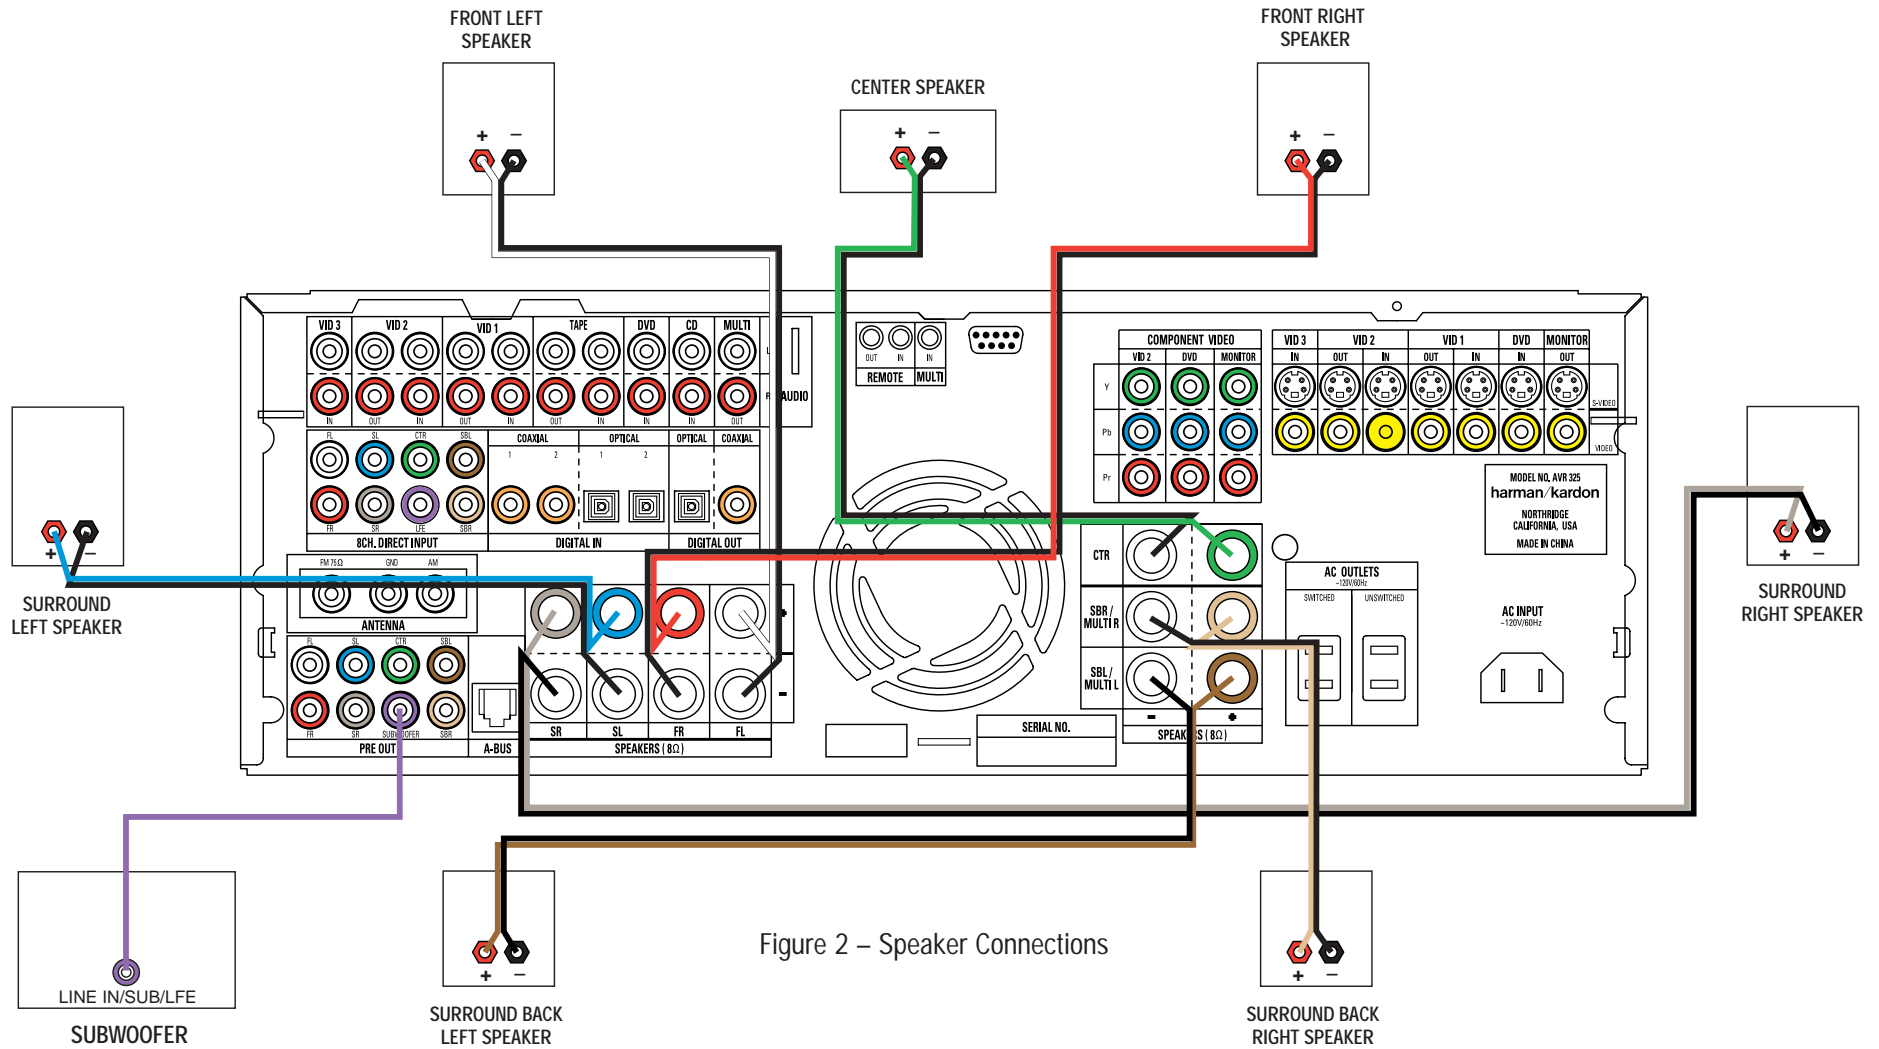 FRONT LEFT
SPEAKER
+ –
CENTER SPEAKER
+ –
FRONT RIGHT
SPEAKER
+ –
VID 3 VID 2 VID 1 TAPE DVD CD MULTI
L
R AUDIO
IN OUT IN OUT IN OUT IN IN IN OUT
FL SL CTR SBL
FR SR LFE SBR
8CH. DIRECT INPUT
COAXIAL OPTICAL
1 2 1 2
DIGITAL IN
OPTICAL COAXIAL
DIGITAL OUT
OUT IN IN
REMOTE MULTI
COMPONENT VIDEO
VID 2 DVD MONITOR
Y
Pb
Pr
VID 3 VID 2 VID 1 DVD MONITOR
IN OUT IN OUT IN IN OUT
S-VIDEO
VIDEO
MODEL NO. AVR 325
harman/kardon
NORTHRIDGE
CALIFORNIA, USA
MADE IN CHINA
+ –
SURROUND
LEFT SPEAKER
+ –
SURROUND
RIGHT SPEAKER
FM 75Ω GND AM
ANTENNA
FL SL CTR SBL
FR SR SUBWOOFER SBR
PRE OUT
A-BUS
+
–
SR SL FR FL
SPEAKERS ( 8Ω )
CTR
SBR /
MULTI R
SBL /
MULTI L
– +
SPEAKERS ( 8Ω )
SERIAL NO.
AC OUTLETS
~120V/60Hz
SWITCHED UNSWITCHED
AC INPUT
~120V/60Hz
LINE IN/SUB/LFE
SUBWOOFER
+ –
SURROUND BACK
LEFT SPEAKER
Figure 2 – Speaker Connections
+ –
SURROUND BACK
RIGHT SPEAKER